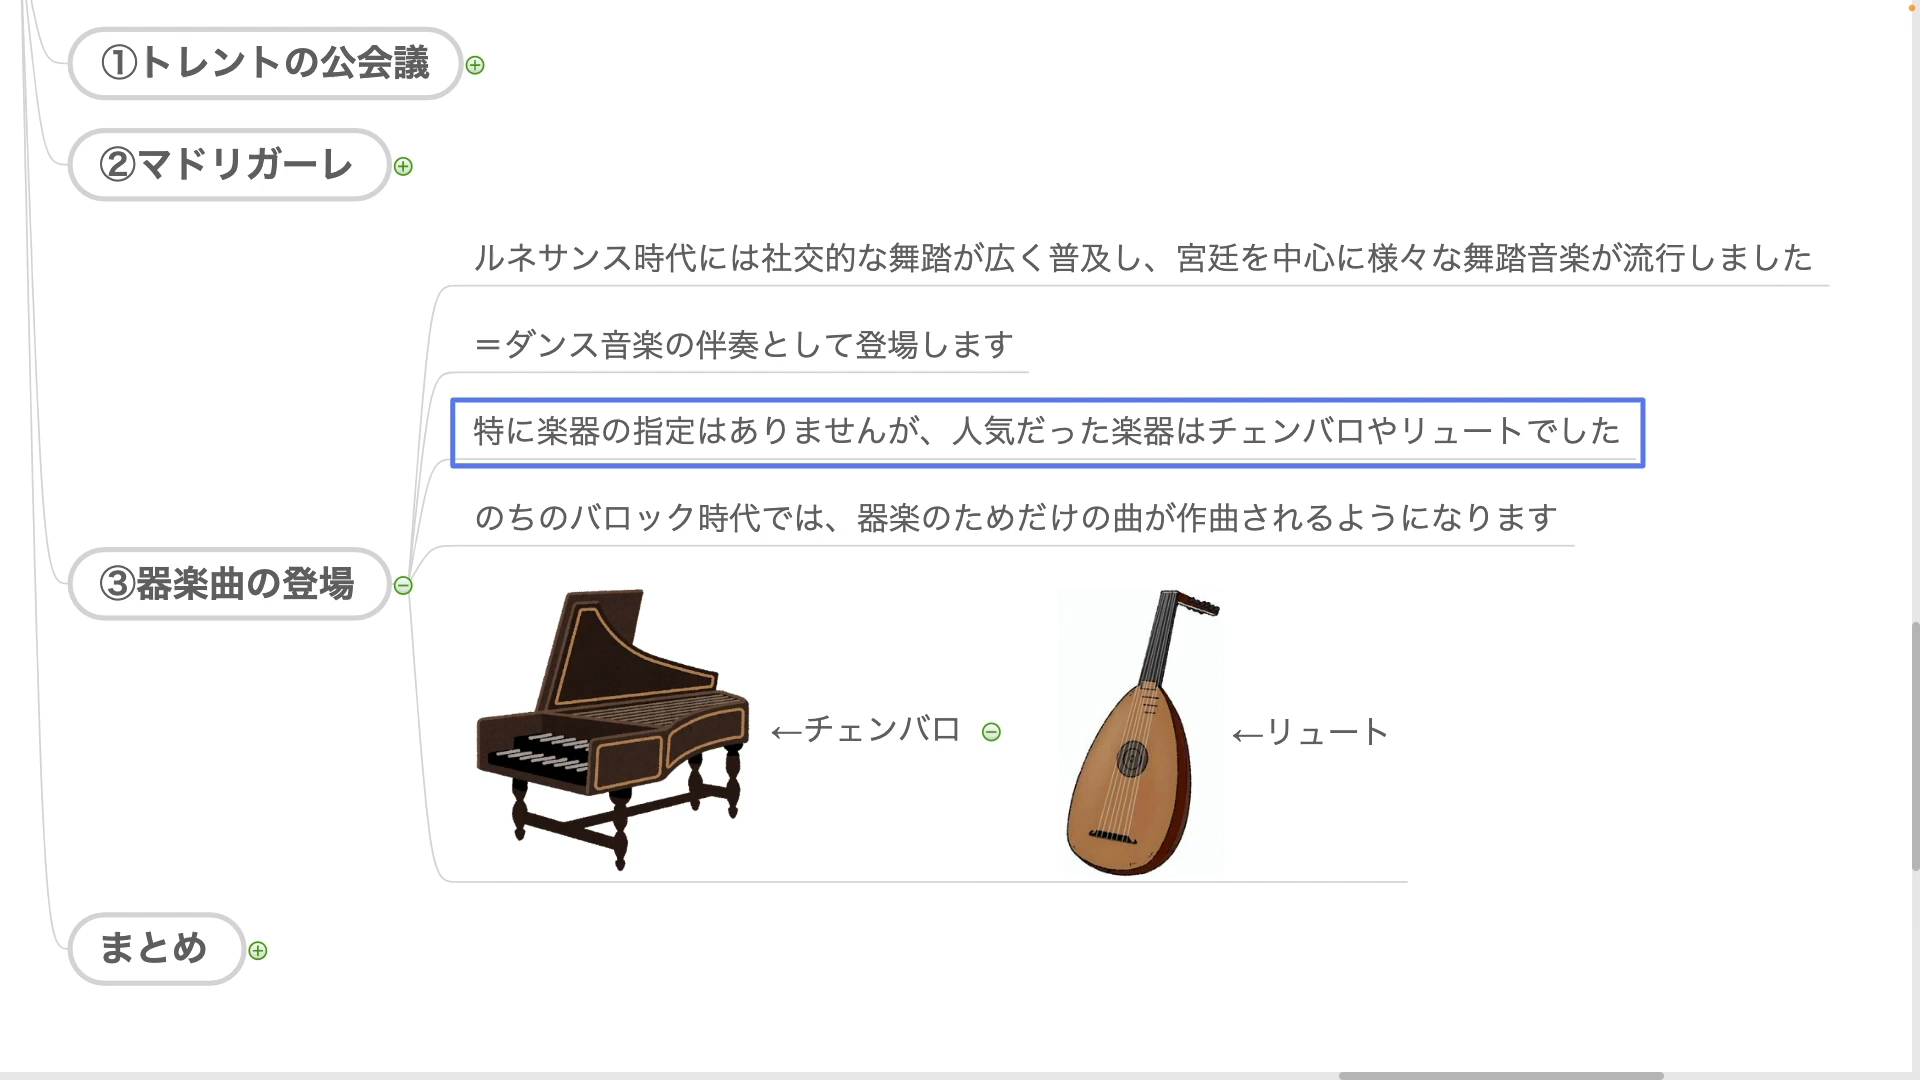 ①トレントの公会議
②マドリガーレ
ルネサンス時代には社交的な舞踏が広く普及し、宮廷を中心に様々な舞踏音楽が流行しました
＝ダンス音楽の伴奏として登場します
特に楽器の指定はありませんが、人気だった楽器はチェンバロやリュートでした
のちのバロック時代では、器楽のためだけの曲が作曲されるようになります
③器楽曲の登場
←チェンバロ
←リュート
まとめ